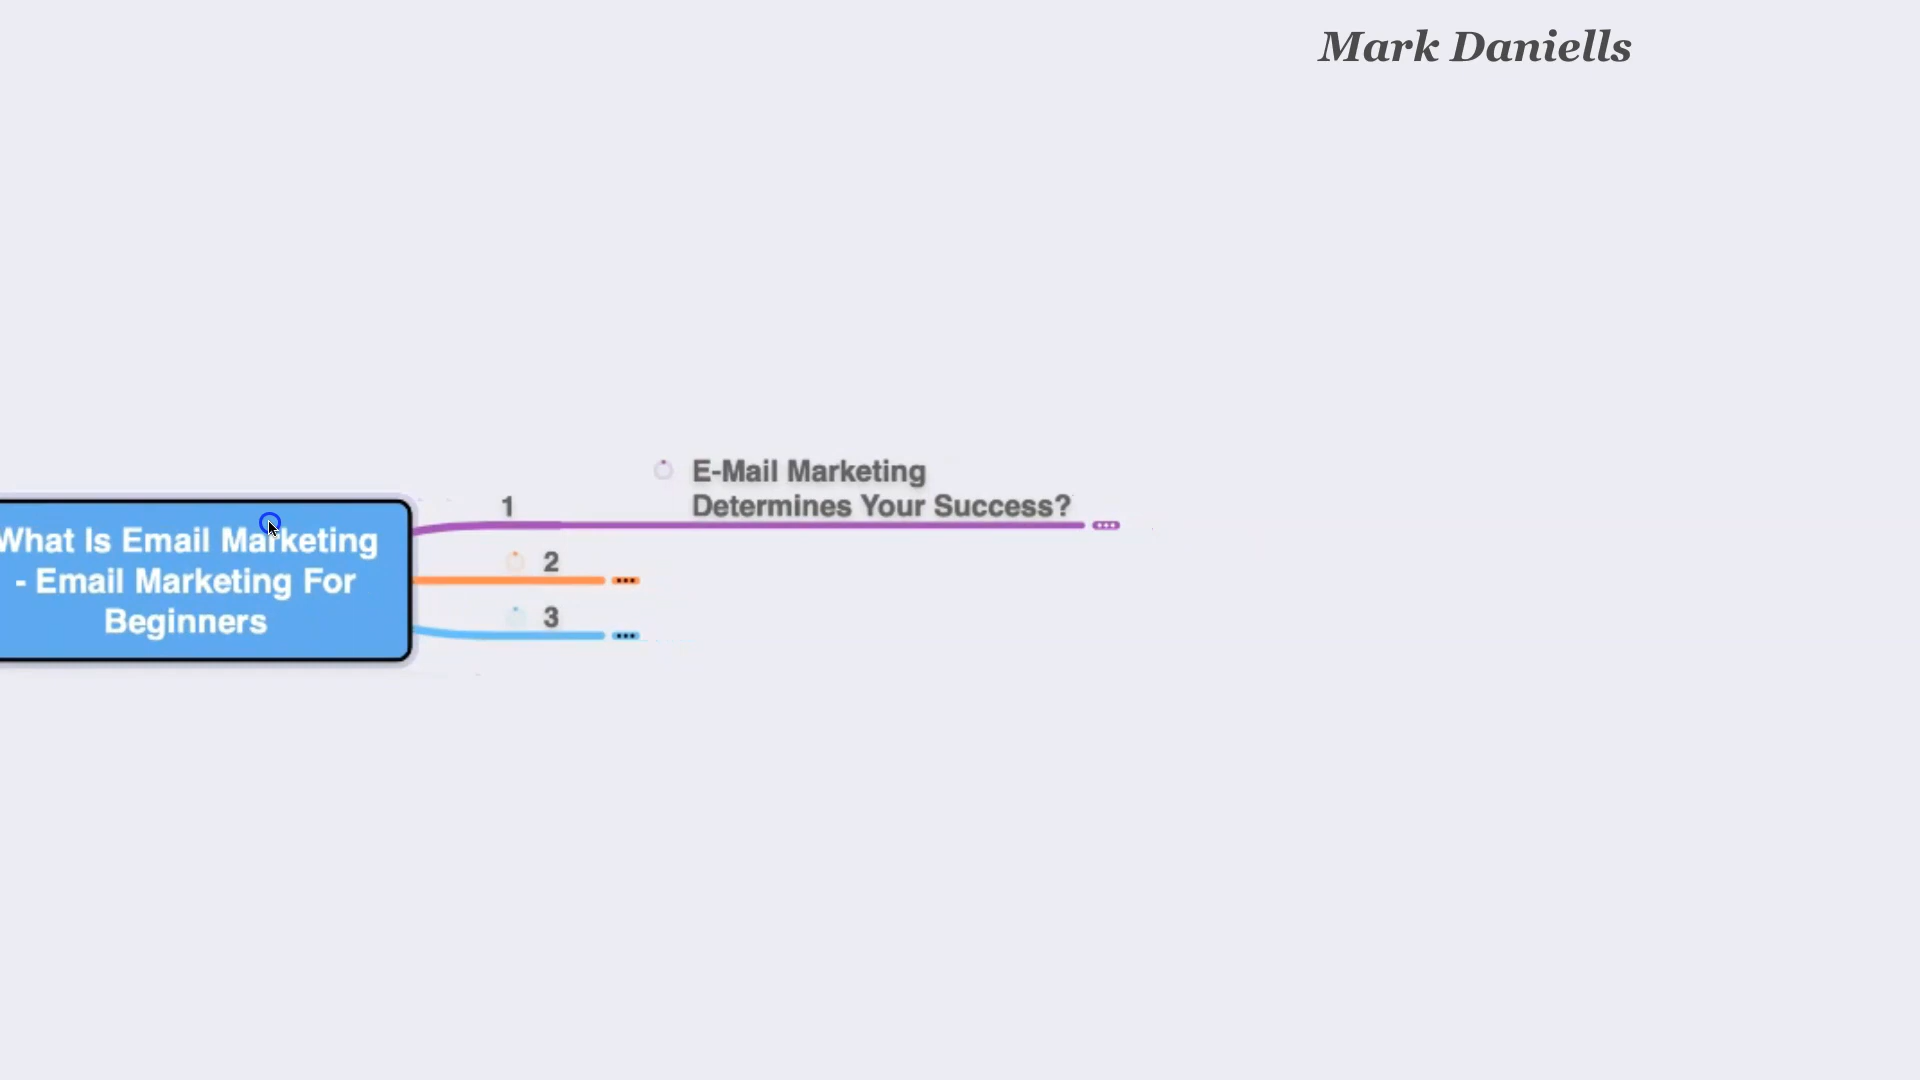 Mark Daniells
E-Mail Marketing
Determines Your Success?
1
2
3
What Is Email Marketing
- Email Marketing For
Beginners